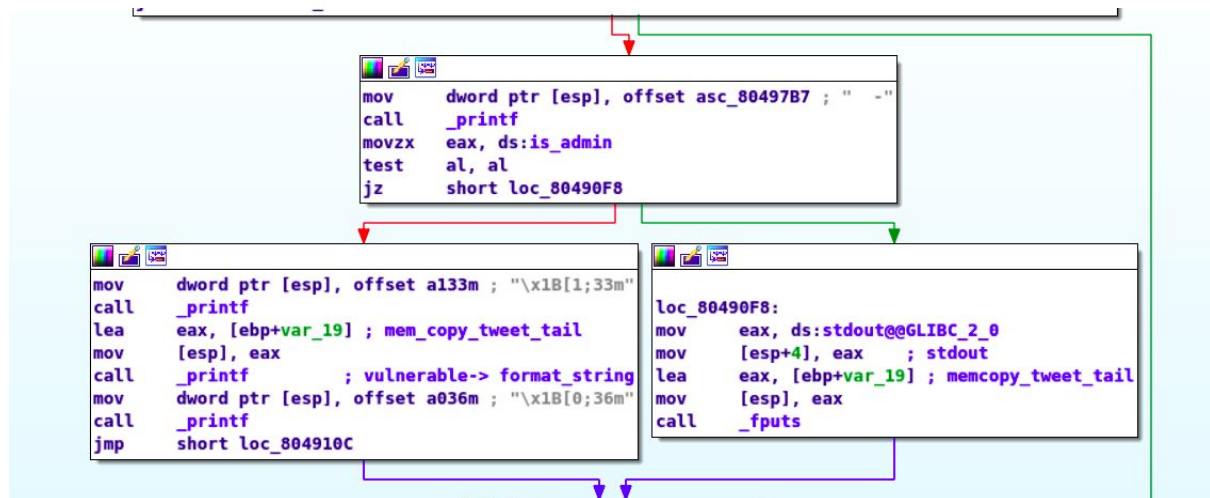 mov dword ptr [esp], offset asc_80497B7 ; "  -"
call _printf
movzx eax, ds:is_admin
test al, al
jz short loc_80490F8
mov dword ptr [esp], offset a133m ; "\x1B[1;33m"
call _printf
lea eax, [ebp+var_19] ; mem_copy_tweet_tail
mov [esp], eax
call _printf ; vulnerable-> format_string
mov dword ptr [esp], offset a036m ; "\x1B[0;36m"
call _printf
jmp short loc_804910C
loc_80490F8:
mov eax, ds:stdout@@GLIBC_2_0
mov [esp+4], eax ; stdout
lea eax, [ebp+var_19] ; memcopy_tweet_tail
mov [esp], eax
call _fputs